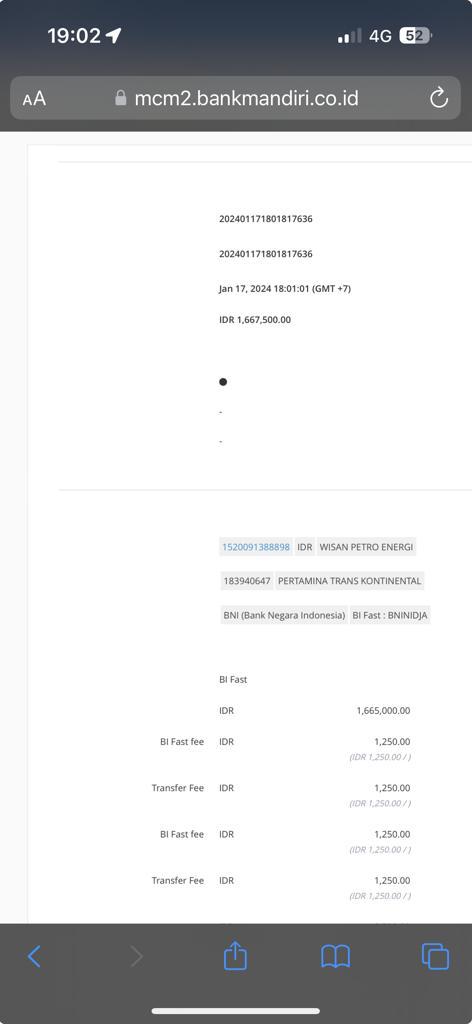 19:02 4G 52
AA mcm2.bankmandiri.co.id
202401171801817636
202401171801817636
Jan 17, 2024 18:01:01 (GMT +7)
IDR 1,667,500.00
-
-
1520091388898 IDR WISAN PETRO ENERGI
183940647 PERTAMINA TRANS KONTINENTAL
BNI (Bank Negara Indonesia) BI Fast : BNINIDJA
BI Fast
IDR 1,665,000.00
BI Fast fee IDR 1,250.00
(IDR 1,250.00 / )
Transfer Fee IDR 1,250.00
(IDR 1,250.00 / )
BI Fast fee IDR 1,250.00
(IDR 1,250.00 / )
Transfer Fee IDR 1,250.00
(IDR 1,250.00 / )